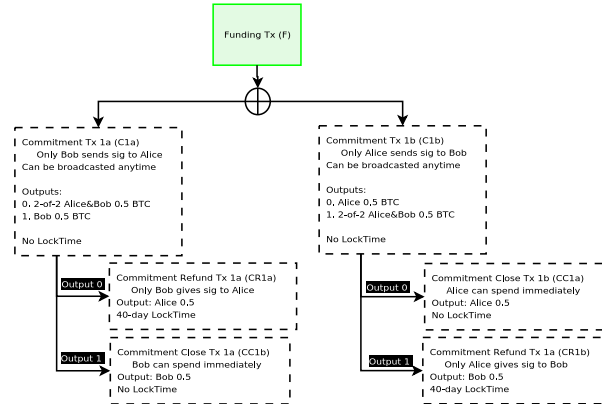 Funding Tx (F)
Commitment Tx 1a (C1a)
Only Bob sends sig to Alice
Can be broadcasted anytime
Outputs:
0. 2-of-2 Alice&Bob 0.5 BTC
1. Bob 0.5 BTC
No LockTime
Commitment Tx 1b (C1b)
Only Alice sends sig to Bob
Can be broadcasted anytime
Outputs:
0. Alice 0.5 BTC
1. 2-of-2 Alice&Bob 0.5 BTC
No LockTime
Output 0
Commitment Refund Tx 1a (CR1a)
Only Bob gives sig to Alice
Output: Alice 0.5
40-day LockTime
Output 1
Commitment Close Tx 1a (CC1b)
Bob can spend immediately
Output: Bob 0.5
No LockTime
Output 0
Commitment Close Tx 1b (CC1a)
Alice can spend immediately
Output: Alice 0.5
No LockTime
Output 1
Commitment Refund Tx 1a (CR1b)
Only Alice gives sig to Bob
Output: Bob 0.5
40-day LockTime